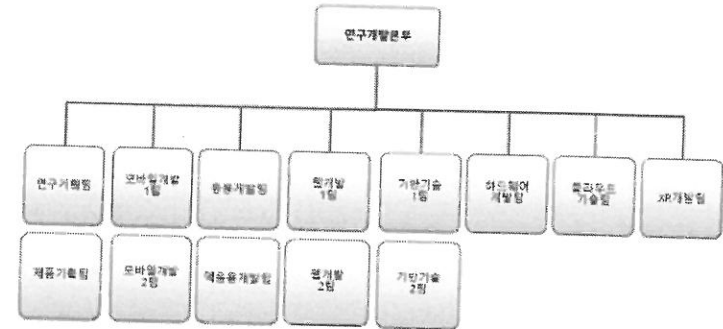 연구개발본부
연구기획팀
모바일개발
1팀
응용개발팀
웹개발
1팀
기반기술
1팀
하드웨어
개발팀
클라우드
기술팀
XR개발팀
제품기획팀
모바일개발
2팀
웹개발
2팀
기반기술
2팀